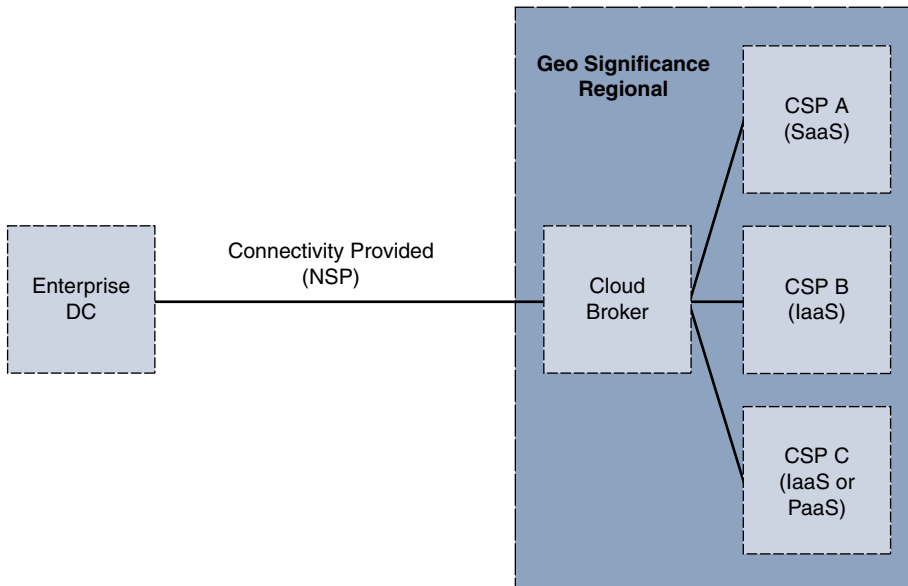 Geo Significance
Regional
CSP A
(SaaS)
Enterprise
DC
Connectivity Provided
(NSP)
Cloud
Broker
CSP B
(IaaS)
CSP C
(IaaS or
PaaS)